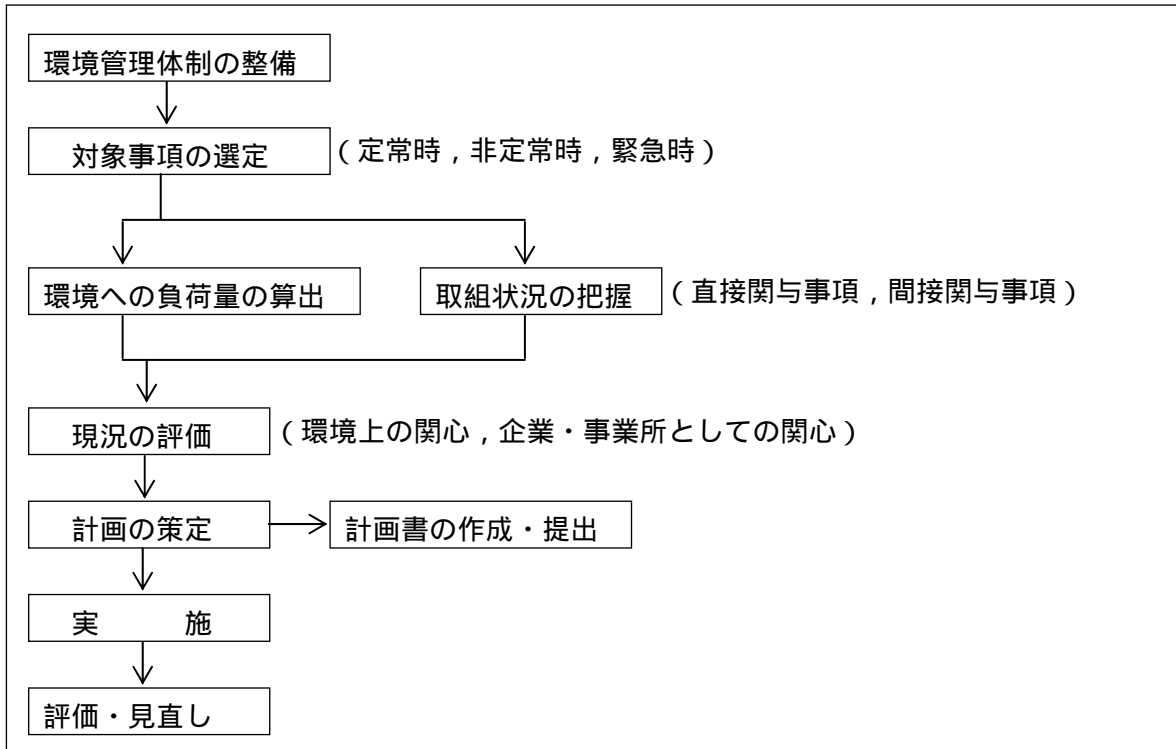 環境管理体制の整備
対象事項の選定 （定常時，非定常時，緊急時）
環境への負荷量の算出 取組状況の把握 （直接関与事項，間接関与事項）
現況の評価 （環境上の関心，企業・事業所としての関心）
計画の策定 計画書の作成・提出
実　　施
評価・見直し